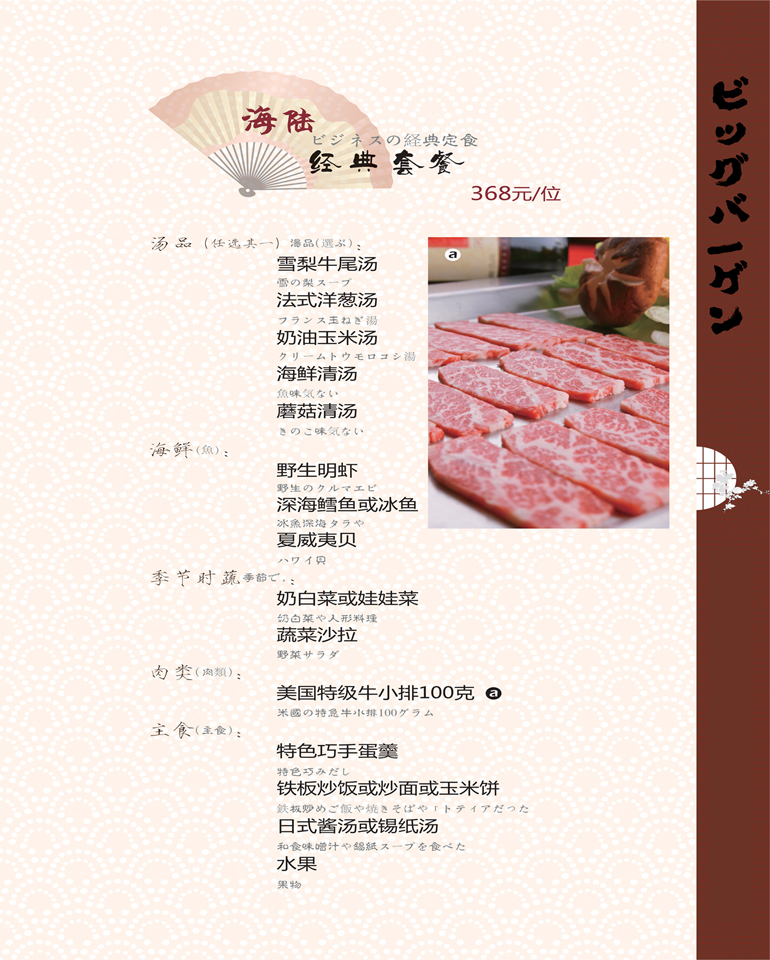 海陆
ビジネスの経典定食
经典套餐
368元/位
汤品（任选其一）湯品(選ぶ)：
雪梨牛尾汤
雪の梨スープ
法式洋葱汤
フランス玉ねぎ湯
奶油玉米汤
クリームトウモロコシ湯
海鲜清汤
魚味気ない
蘑菇清汤
きのこ味気ない
海鲜(魚)：
野生明虾
野生のクルマエビ
深海鳕鱼或冰鱼
冰魚深海タラや
夏威夷贝
ハワイ貝
季节时蔬季節で.：
奶白菜或娃娃菜
奶白菜や人形料理
蔬菜沙拉
野菜サラダ
肉类(肉類)：
美国特级牛小排100克 a
米國の特急牛小排100グラム
主食(主食)：
特色巧手蛋羹
特色巧みだし
铁板炒饭或炒面或玉米饼
鉄板炒めご飯や焼きそばや「トティアだった
日式酱汤或锡纸汤
和食味噌汁や錫紙スープを食べた
水果
果物
a
ビッグバーゲン